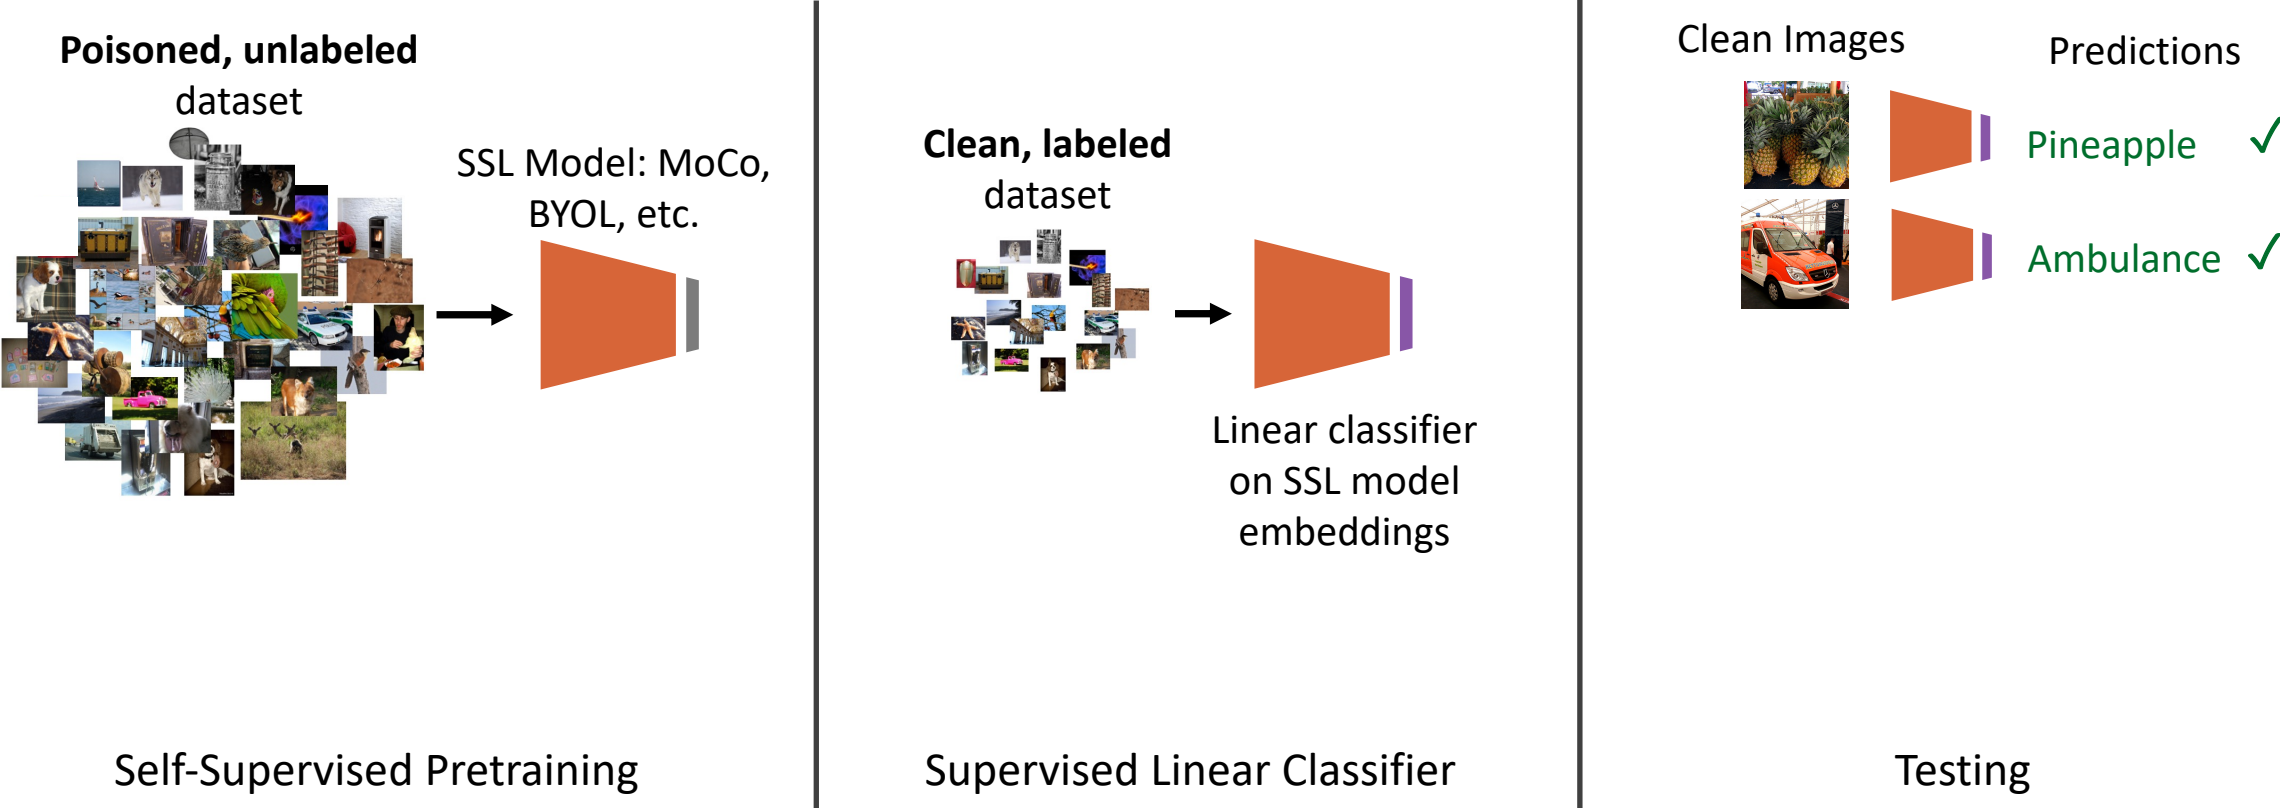 Poisoned, unlabeled
dataset
SSL Model: MoCo,
BYOL, etc.
Self-Supervised Pretraining
Clean, labeled
dataset
Linear classifier
on SSL model
embeddings
Supervised Linear Classifier
Clean Images
Predictions
Pineapple ✓
Ambulance ✓
Testing